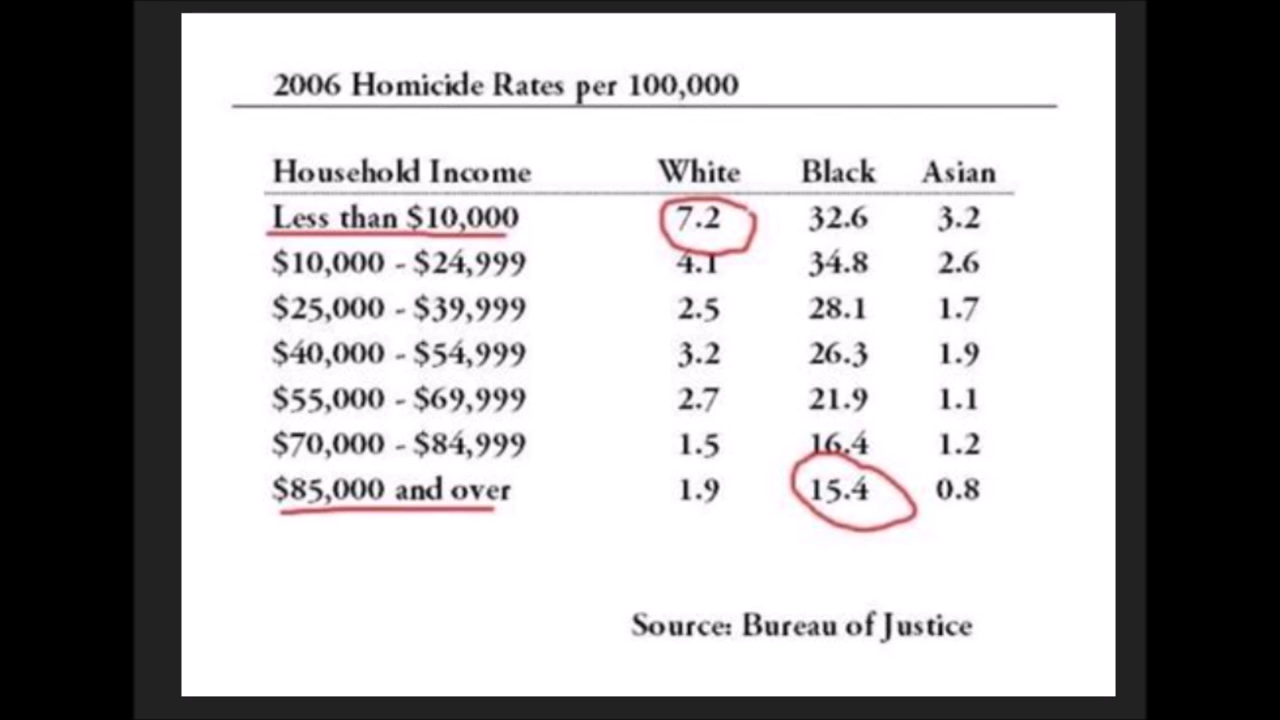 2006 Homicide Rates per 100,000
Household Income White Black Asian
Less than $10,000 7.2 32.6 3.2
$10,000 - $24,999 4.1 34.8 2.6
$25,000 - $39,999 2.5 28.1 1.7
$40,000 - $54,999 3.2 26.3 1.9
$55,000 - $69,999 2.7 21.9 1.1
$70,000 - $84,999 1.5 16.4 1.2
$85,000 and over 1.9 15.4 0.8
Source: Bureau of Justice